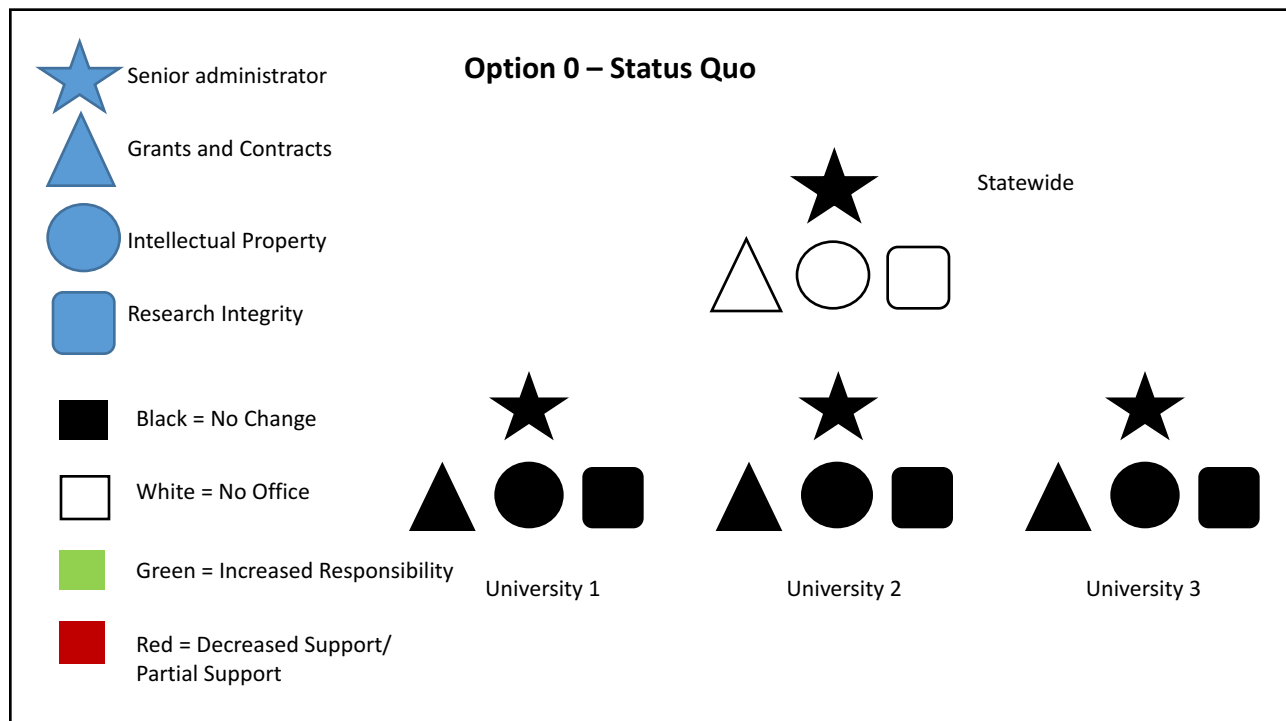 Option 0 – Status Quo
Senior administrator
Grants and Contracts
Intellectual Property
Research Integrity
Black = No Change
White = No Office
Green = Increased Responsibility
Red = Decreased Support/
Partial Support
Statewide
University 1
University 2
University 3